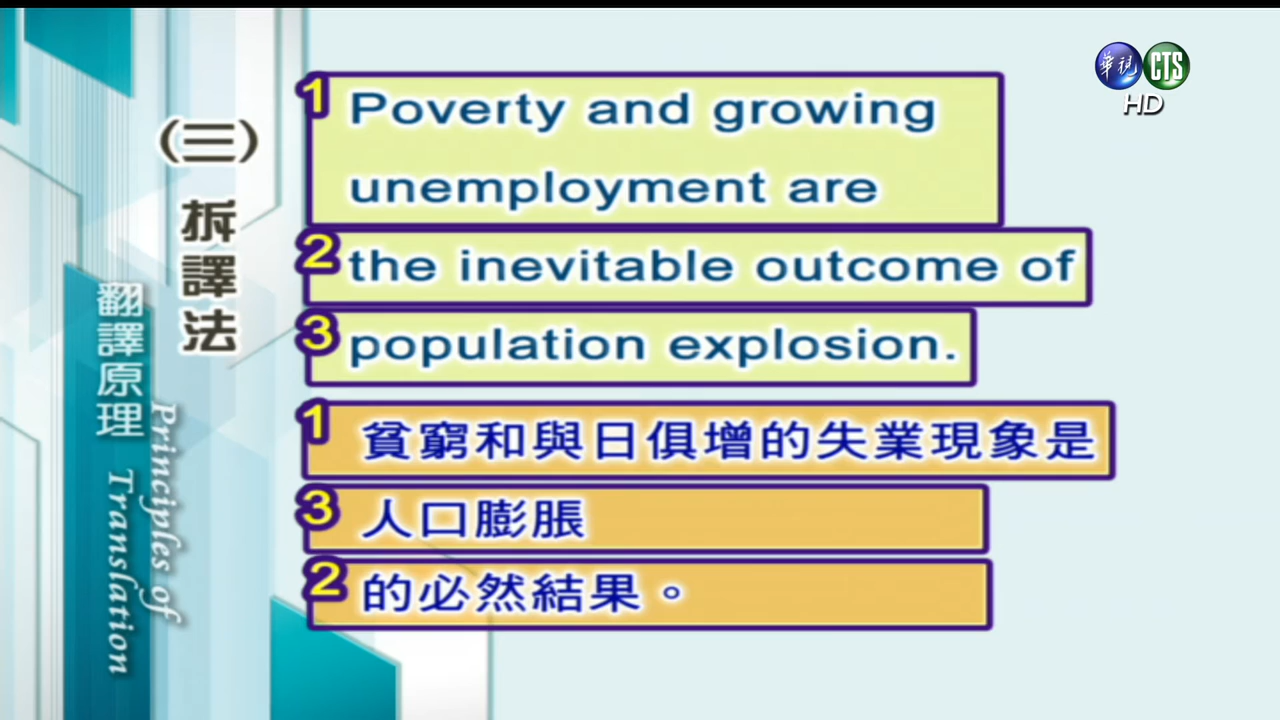 華視 CTS
HD
(三)拆譯法
翻譯原理
Principles of
Translation
1 Poverty and growing
unemployment are
2 the inevitable outcome of
3 population explosion.
1 貧窮和與日俱增的失業現象是
3 人口膨脹
2 的必然結果。